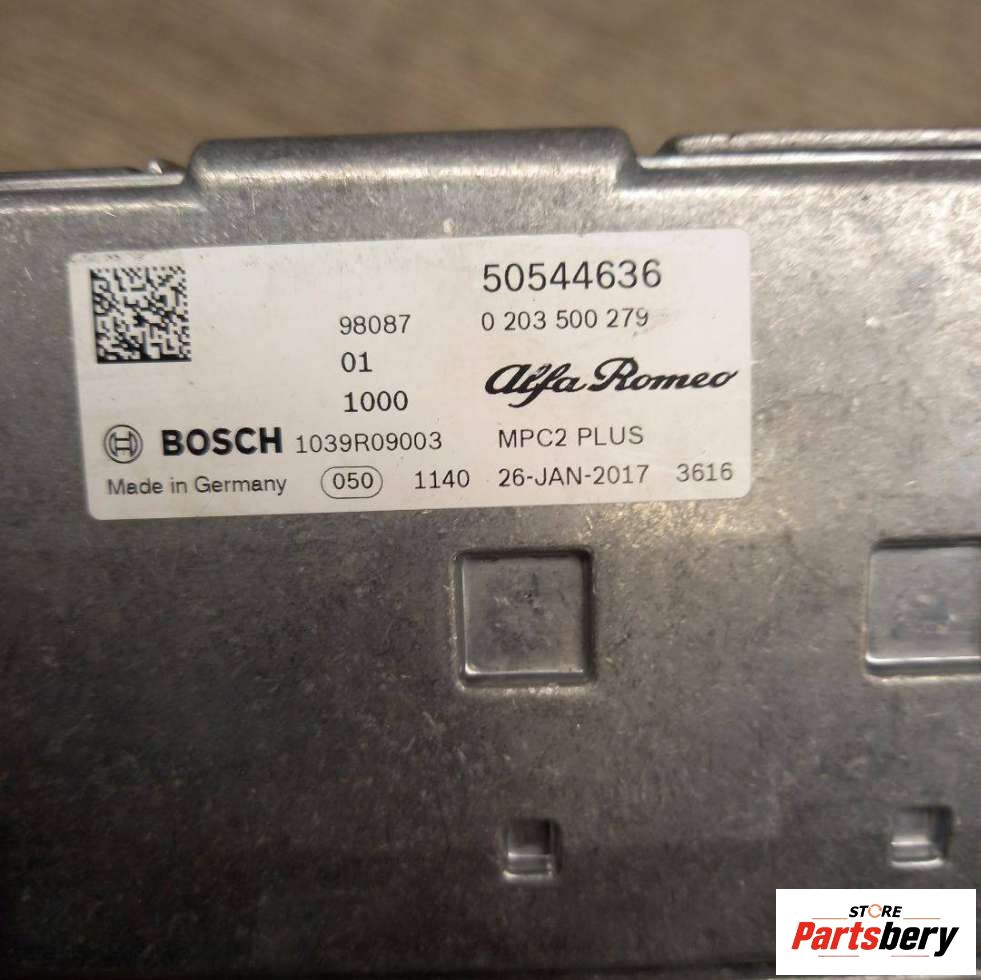 50544636
98087 0 203 500 279
01
Alfa Romeo
1000
BOSCH 1039R09003 MPC2 PLUS
Made in Germany 050 1140 26-JAN-2017 3616
STORE
Partsbery